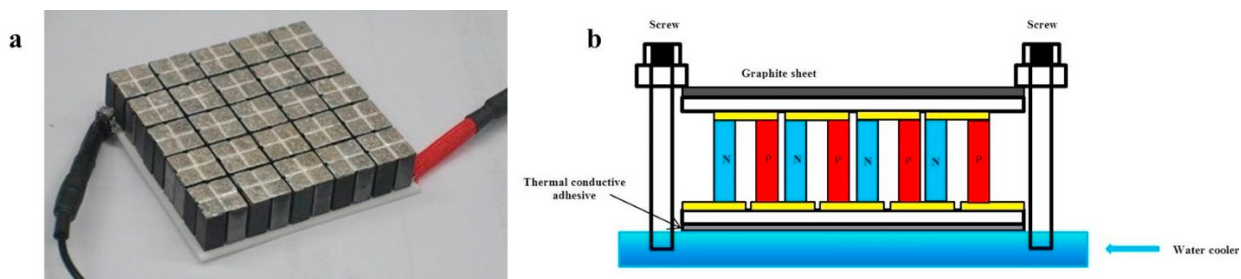 a
b
Screw
Screw
Graphite sheet
N
P
N
P
N
P
N
P
Thermal conductive
adhesive
Water cooler